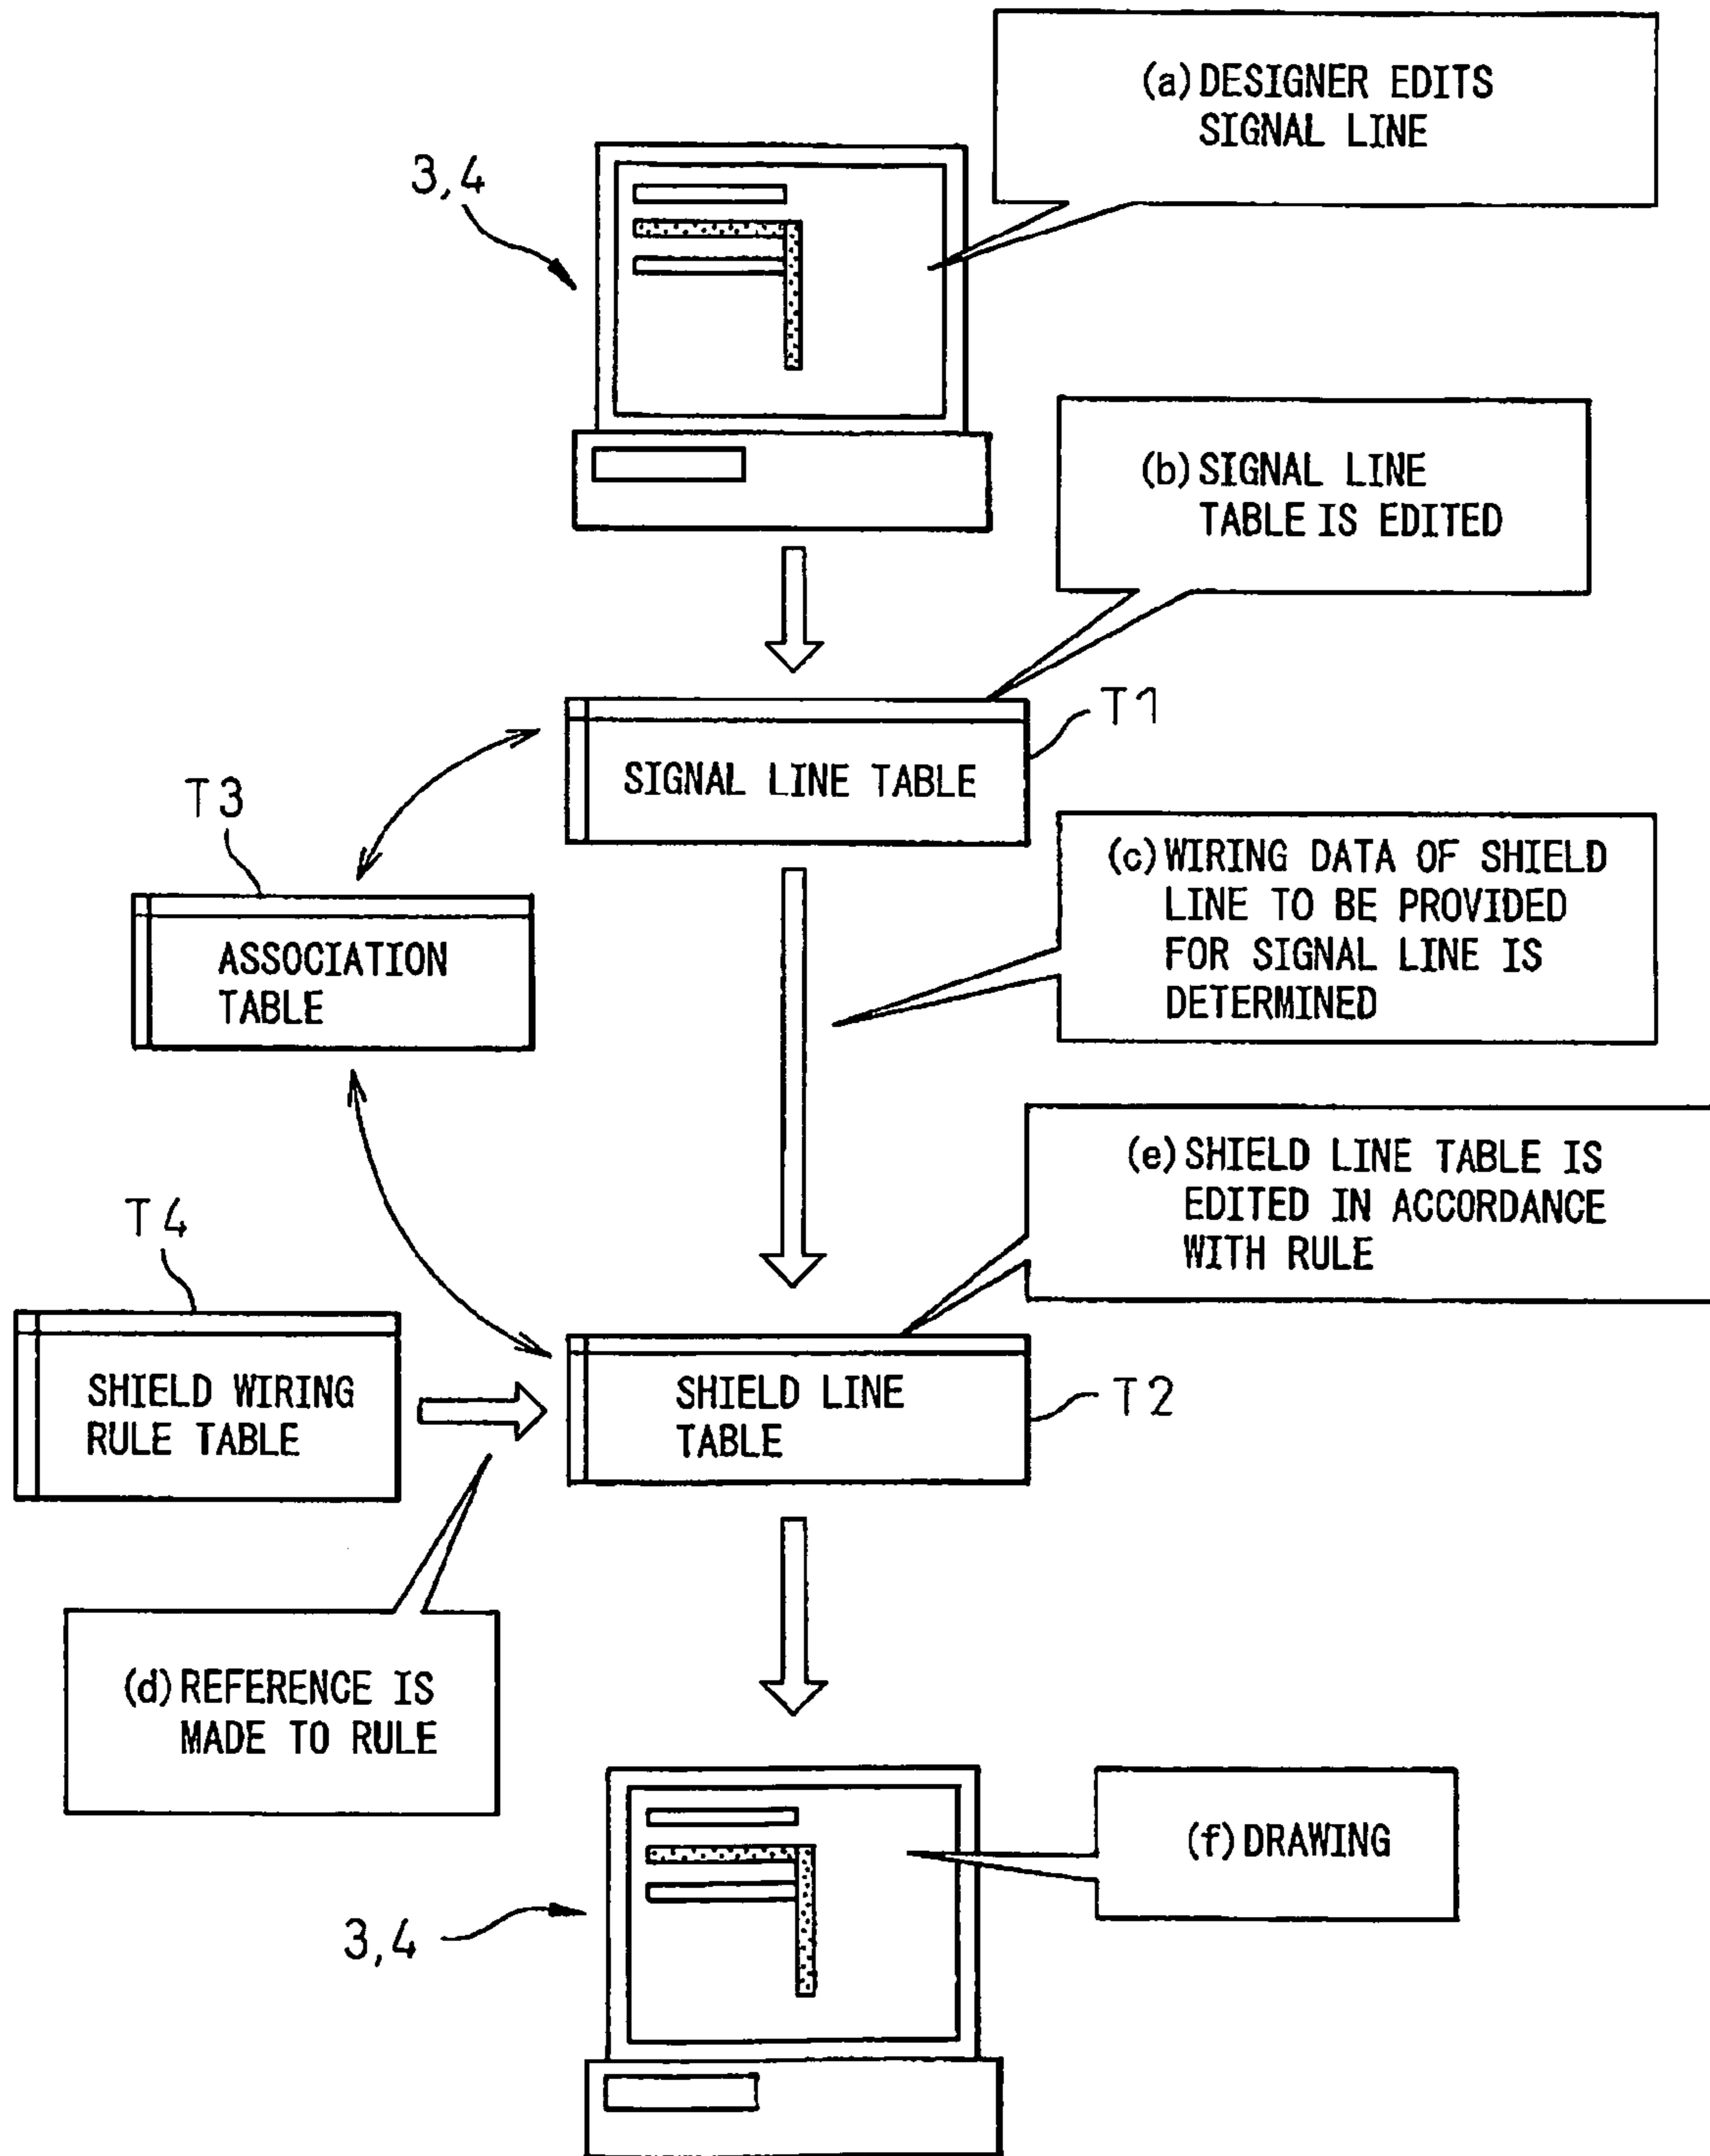 (a) DESIGNER EDITS
SIGNAL LINE
3,4
(b) SIGNAL LINE
TABLE IS EDITED
T1
SIGNAL LINE TABLE
T3
ASSOCIATION
TABLE
(c) WIRING DATA OF SHIELD
LINE TO BE PROVIDED
FOR SIGNAL LINE IS
DETERMINED
(e) SHIELD LINE TABLE IS
EDITED IN ACCORDANCE
WITH RULE
T4
SHIELD WIRING
RULE TABLE
SHIELD LINE
TABLE
T2
(d) REFERENCE IS
MADE TO RULE
(f) DRAWING
3,4